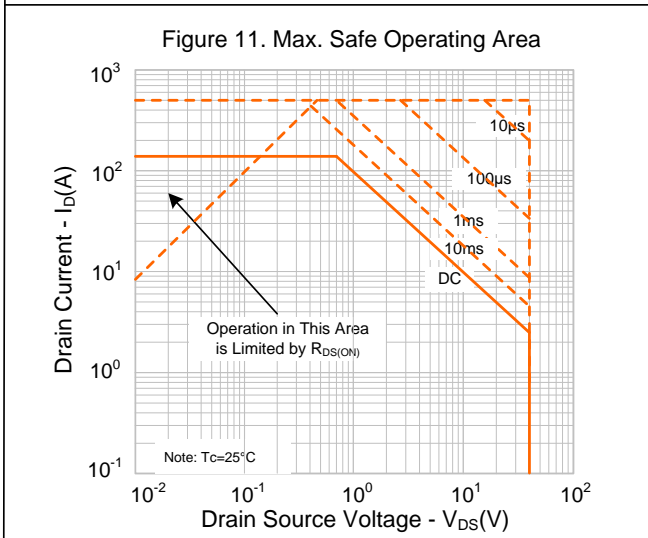 Figure 11. Max. Safe Operating Area
Drain Current - I_D(A)
10³
10²
10¹
10⁰
10⁻¹
10µs
100µs
1ms
10ms
DC
Operation in This Area
is Limited by R_DS(ON)
Note: Tc=25°C
10⁻²
10⁻¹
10⁰
10¹
10²
Drain Source Voltage - V_DS(V)